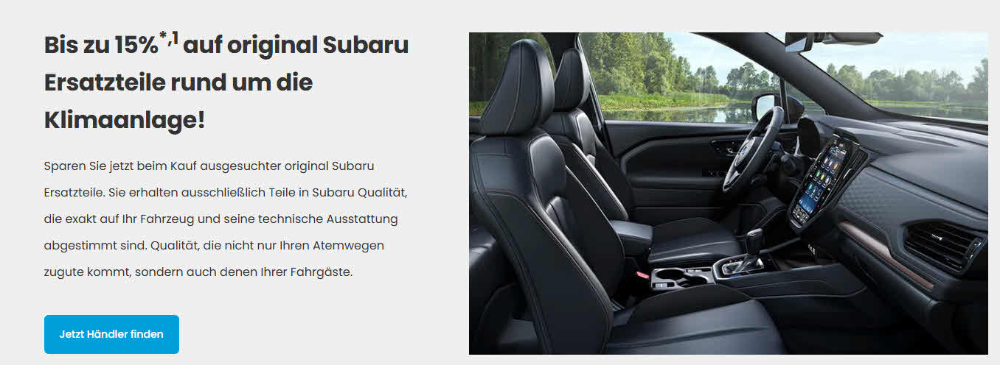 Bis zu 15%*,1 auf original Subaru
Ersatzteile rund um die
Klimaanlage!
Sparen Sie jetzt beim Kauf ausgesuchter original Subaru
Ersatzteile. Sie erhalten ausschließlich Teile in Subaru Qualität,
die exakt auf Ihr Fahrzeug und seine technische Ausstattung
abgestimmt sind. Qualität, die nicht nur Ihren Atemwegen
zugute kommt, sondern auch denen Ihrer Fahrgäste.
Jetzt Händler finden